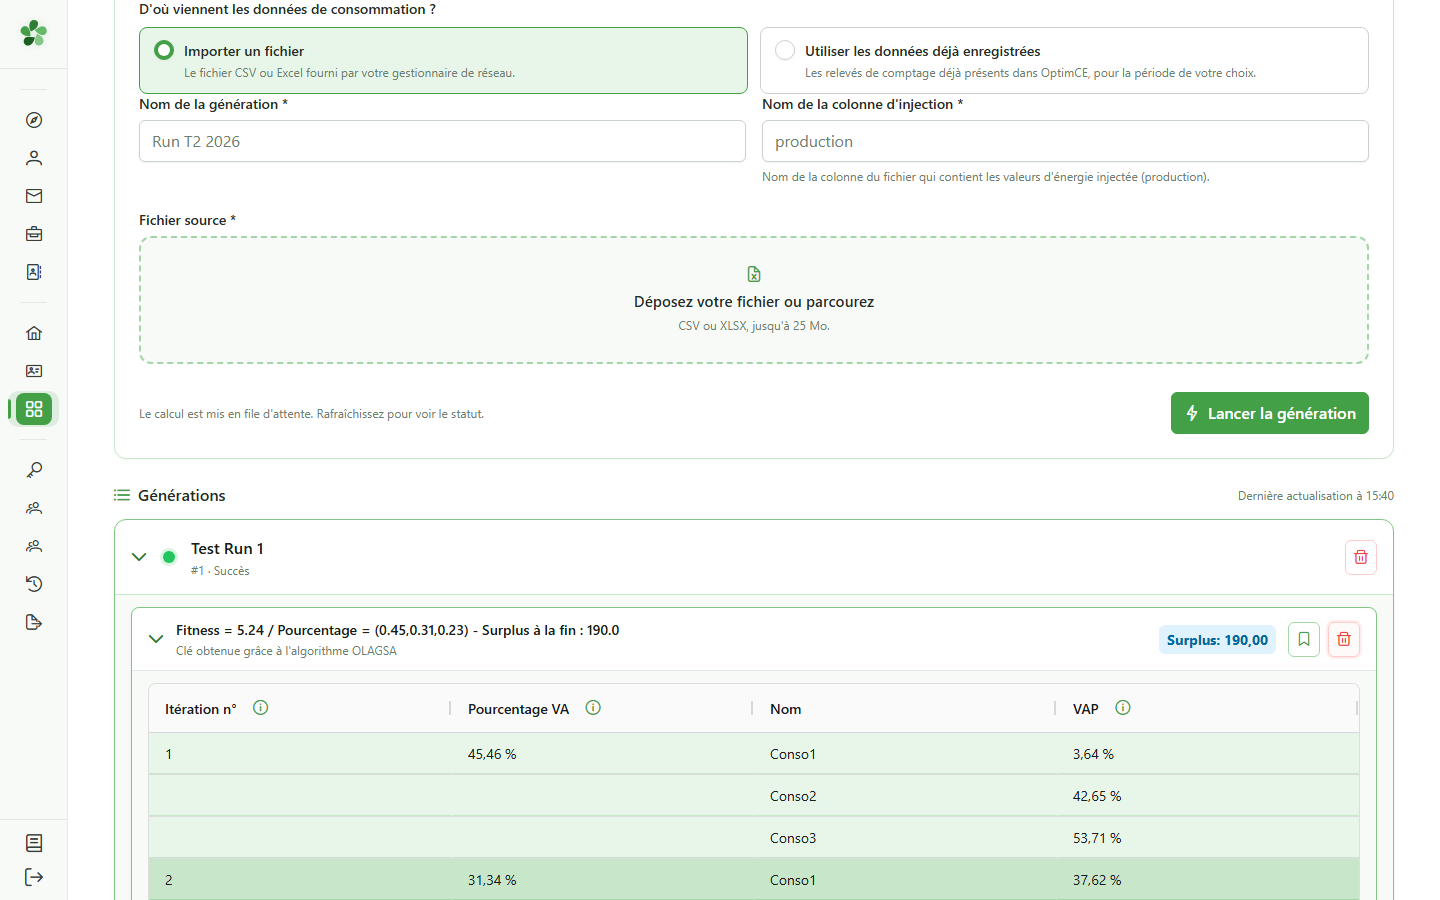 D'où viennent les données de consommation ?
Importer un fichier
Le fichier CSV ou Excel fourni par votre gestionnaire de réseau.
Utiliser les données déjà enregistrées
Les relevés de comptage déjà présents dans OptimCE, pour la période de votre choix.
Nom de la génération *
Nom de la colonne d'injection *
Run T2 2026
production
Nom de la colonne du fichier qui contient les valeurs d'énergie injectée (production).
Fichier source *
Déposez votre fichier ou parcourez
CSV ou XLSX, jusqu'à 25 Mo.
Le calcul est mis en file d'attente. Rafraîchissez pour voir le statut.
Lancer la génération
Générations
Dernière actualisation à 15:40
Test Run 1
#1 · Succès
Fitness = 5.24 / Pourcentage = (0.45,0.31,0.23) - Surplus à la fin : 190.0
Clé obtenue grâce à l'algorithme OLAGSA
Surplus: 190,00
Itération n° Pourcentage VA Nom VAP
1 45,46 % Conso1 3,64 %
Conso2 42,65 %
Conso3 53,71 %
2 31,34 % Conso1 37,62 %